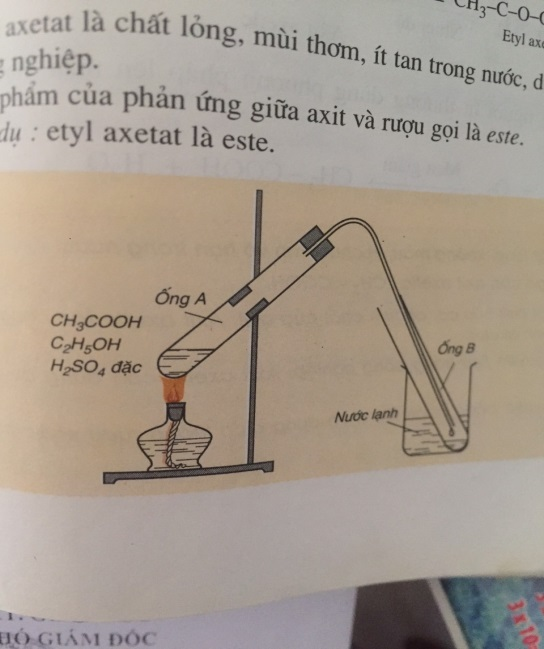 CH₃–C–O–
Etyl
axetat là chất lỏng, mùi thơm, ít tan trong nước,
nghiệp.
phẩm của phản ứng giữa axit và rượu gọi là este.
dụ : etyl axetat là este.
Ống A
CH₃COOH
C₂H₅OH
H₂SO₄ đặc
Ống B
Nước lạnh
GIÁM ĐỐC
3 x 10